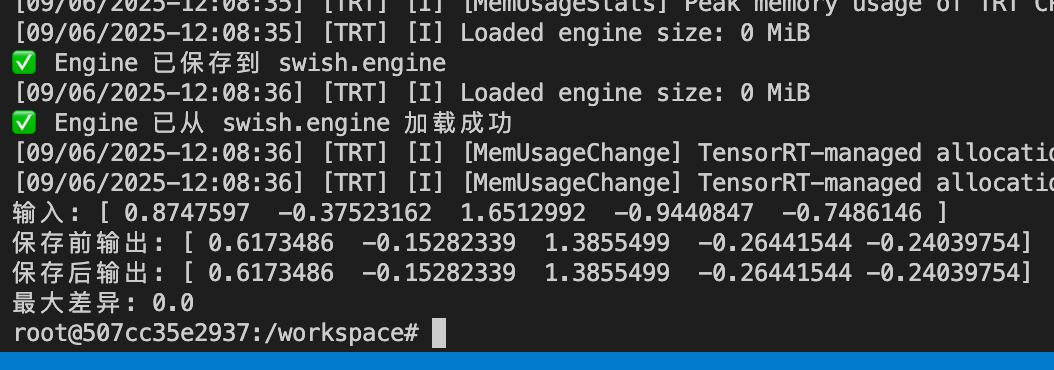 [09/06/2025-12:08:35] [TRT] [I] [MemUsageStats] Peak memory usage of TRT
[09/06/2025-12:08:35] [TRT] [I] Loaded engine size: 0 MiB
✅ Engine 已保存到 swish.engine
[09/06/2025-12:08:36] [TRT] [I] Loaded engine size: 0 MiB
✅ Engine 已从 swish.engine 加载成功
[09/06/2025-12:08:36] [TRT] [I] [MemUsageChange] TensorRT-managed allocatio
[09/06/2025-12:08:36] [TRT] [I] [MemUsageChange] TensorRT-managed allocatio
输入: [ 0.8747597  -0.37523162  1.6512992  -0.9440847  -0.7486146 ]
保存前输出: [ 0.6173486  -0.15282339  1.3855499  -0.26441544 -0.24039754]
保存后输出: [ 0.6173486  -0.15282339  1.3855499  -0.26441544 -0.24039754]
最大差异: 0.0
root@507cc35e2937:/workspace#